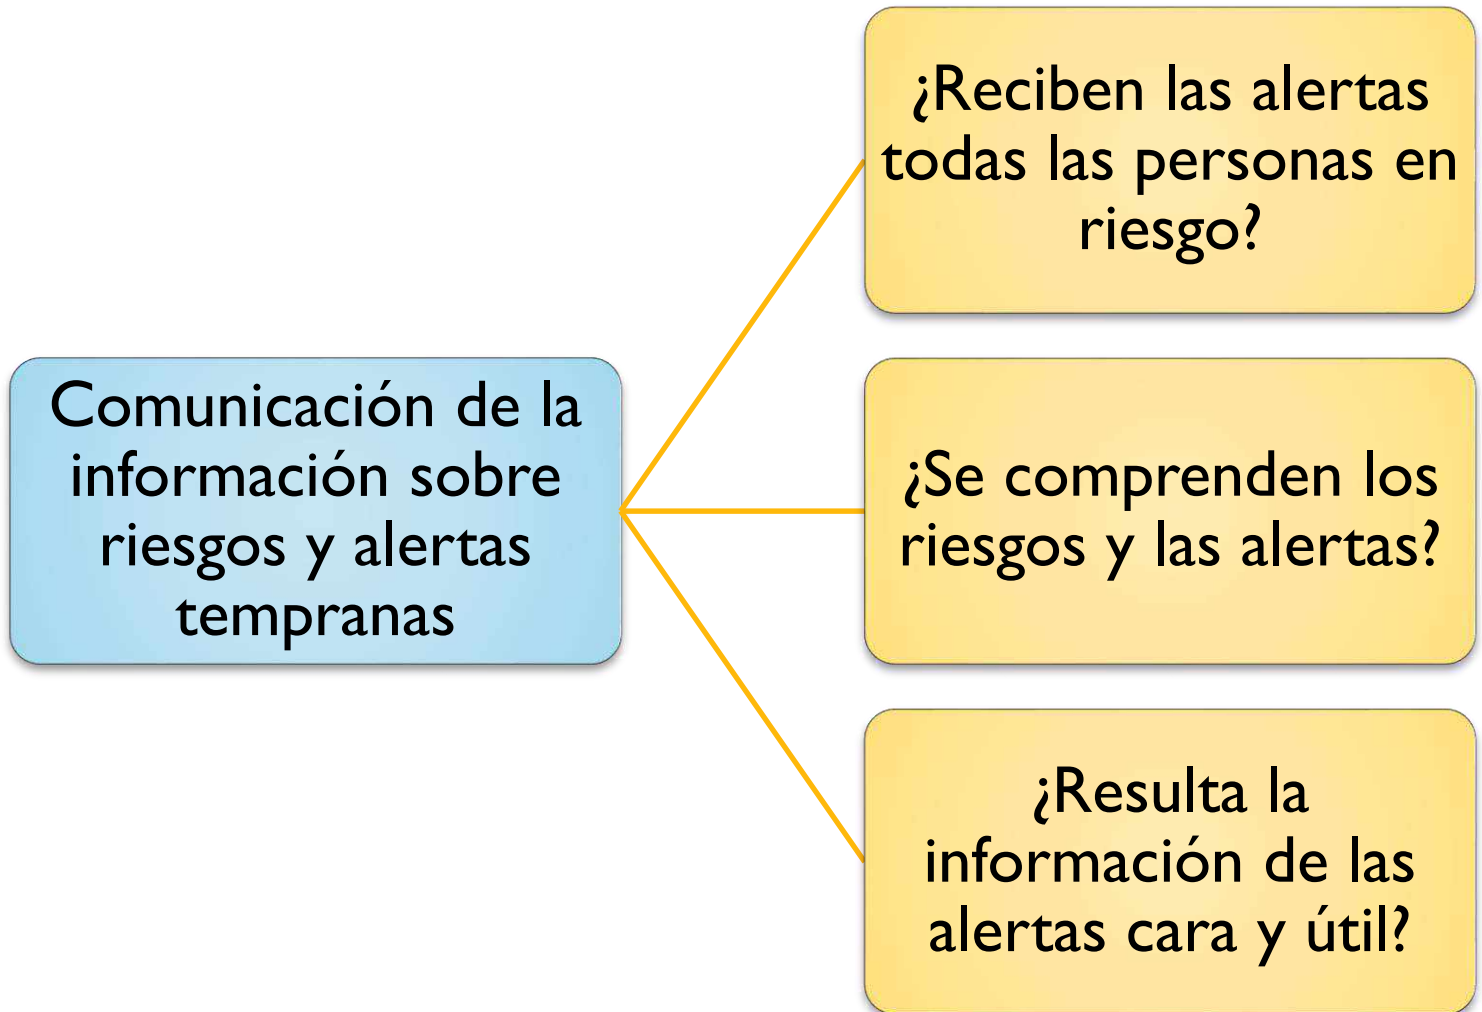 ¿Reciben las alertas
todas las personas en
riesgo?
Comunicación de la
información sobre
riesgos y alertas
tempranas
¿Se comprenden los
riesgos y las alertas?
¿Resulta la
información de las
alertas cara y útil?